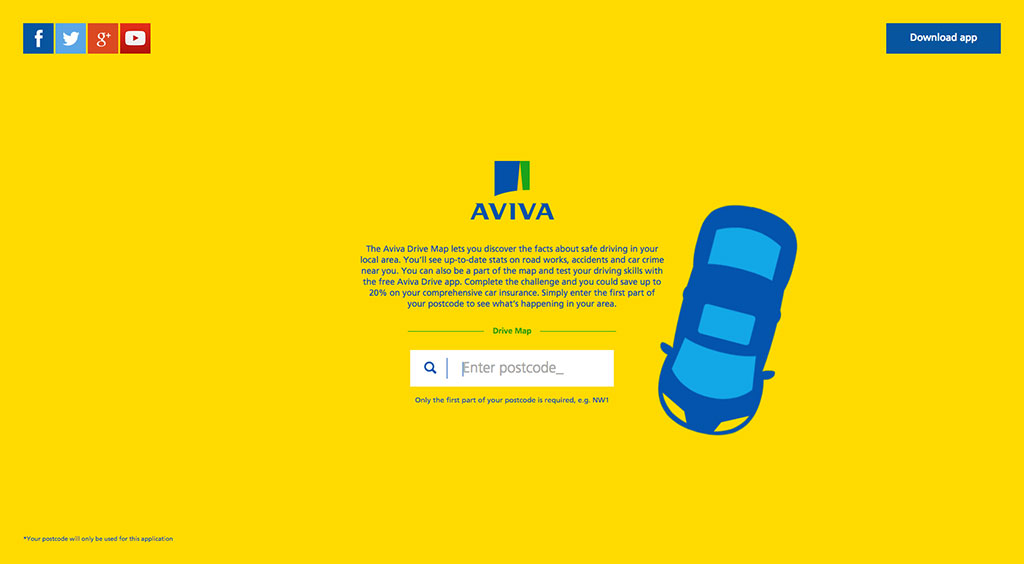 f
g+
Download app
AVIVA
The Aviva Drive Map lets you discover the facts about safe driving in your
local area. You'll see up-to-date stats on road works, accidents and car crime
near you. You can also be a part of the map and test your driving skills with
the free Aviva Drive app. Complete the challenge and you could save up to
20% on your comprehensive car insurance. Simply enter the first part of
your postcode to see what's happening in your area.
Drive Map
Enter postcode_
Only the first part of your postcode is required, e.g. NW1
*Your postcode will only be used for this application